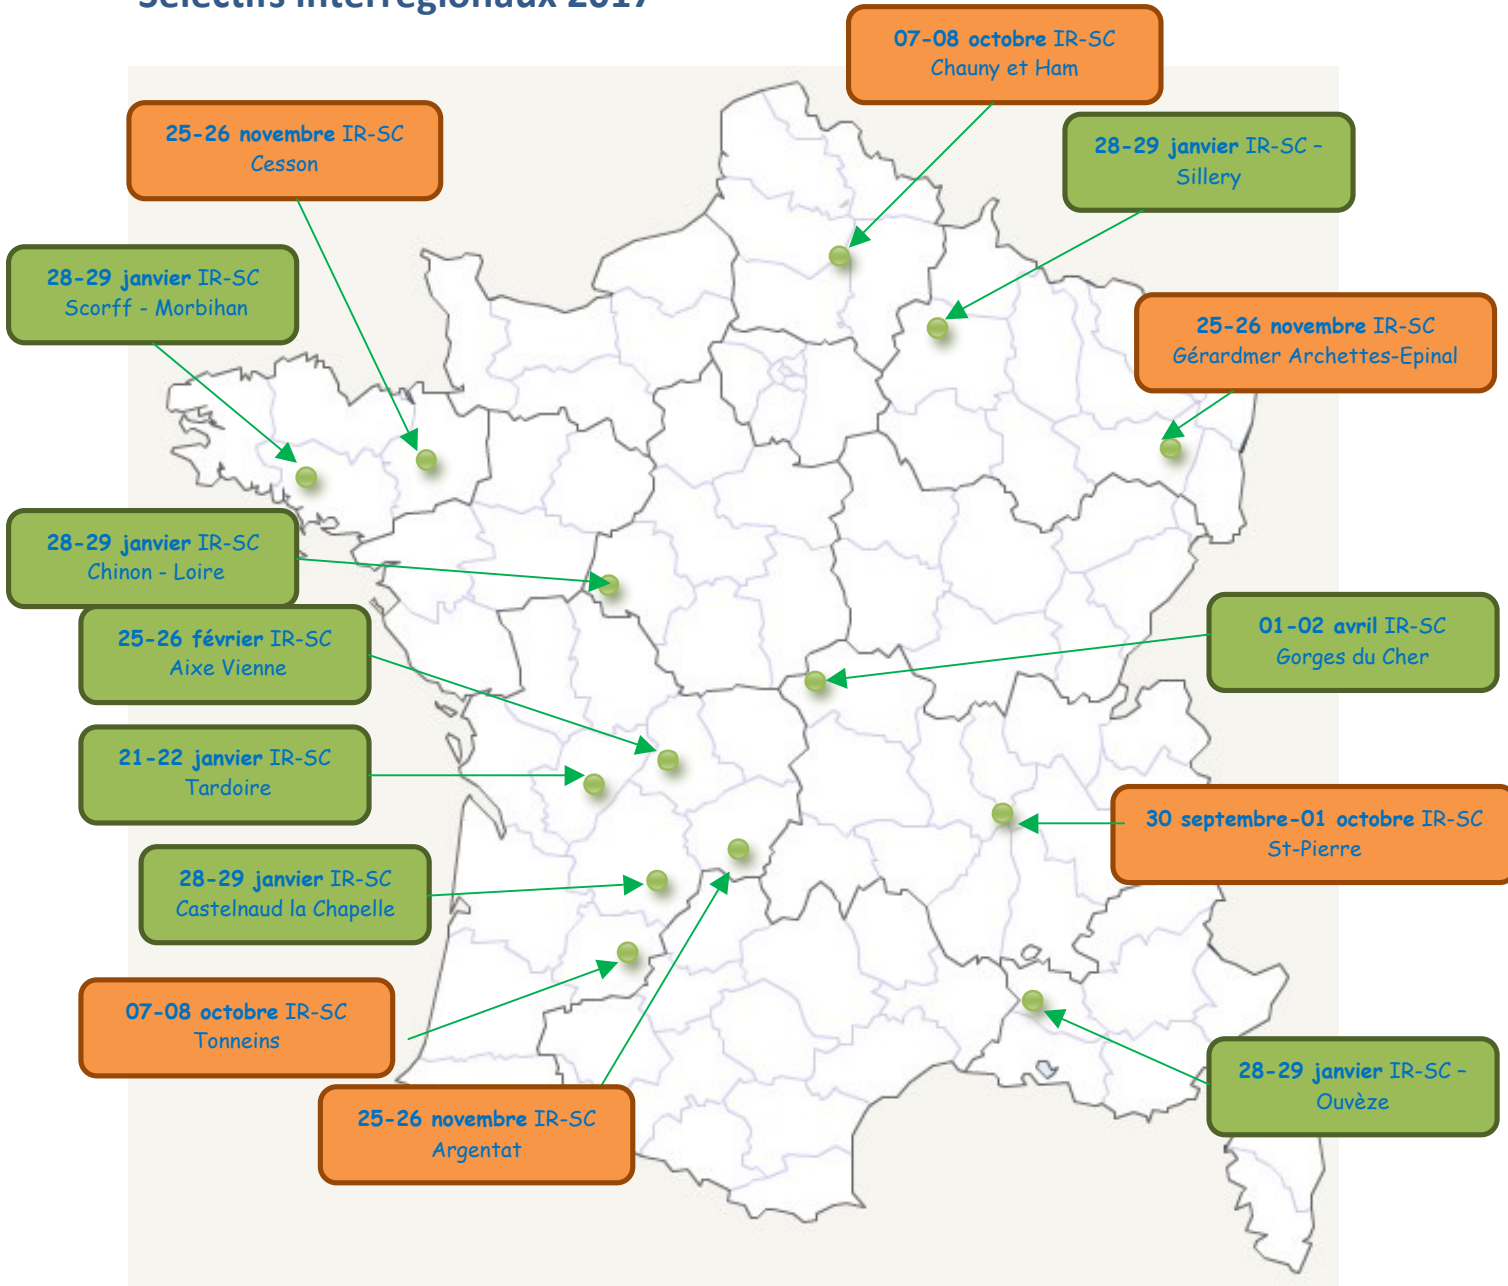 Sélectifs interrégionaux 2017
07-08 octobre IR-SC
Chauny et Ham
25-26 novembre IR-SC
Cesson
28-29 janvier IR-SC –
Sillery
28-29 janvier IR-SC
Scorff - Morbihan
25-26 novembre IR-SC
Gérardmer Archettes-Epinal
28-29 janvier IR-SC
Chinon - Loire
25-26 février IR-SC
Aixe Vienne
01-02 avril IR-SC
Gorges du Cher
21-22 janvier IR-SC
Tardoire
30 septembre-01 octobre IR-SC
St-Pierre
28-29 janvier IR-SC
Castelnaud la Chapelle
07-08 octobre IR-SC
Tonneins
28-29 janvier IR-SC –
Ouvèze
25-26 novembre IR-SC
Argentat